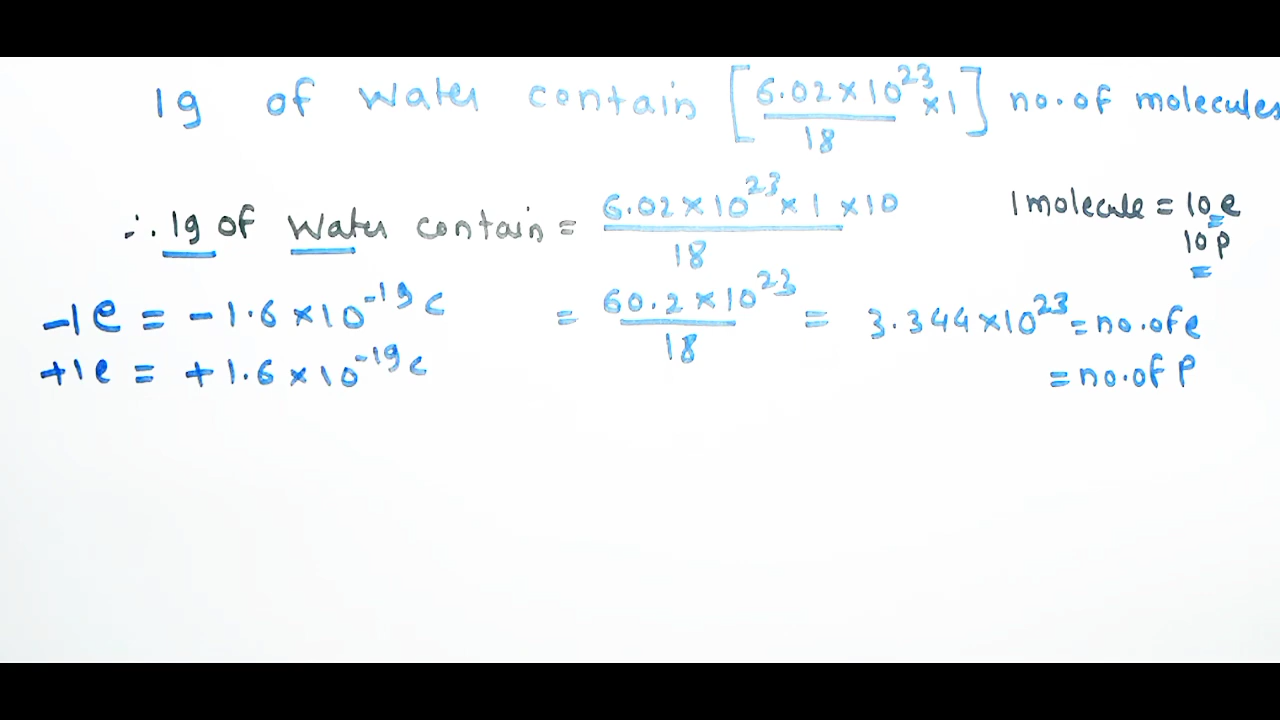 1g of water contain [6.02×10²³/18 ×1] no.of molecules
∴ 1g of water contain = 6.02×10²³×1×10/18
1 molecule = 10e
10p
-1e = -1.6×10⁻¹⁹c
= 60.2×10²³/18 = 3.344×10²³ = no.of e
+1e = +1.6×10⁻¹⁹c
= no.of P